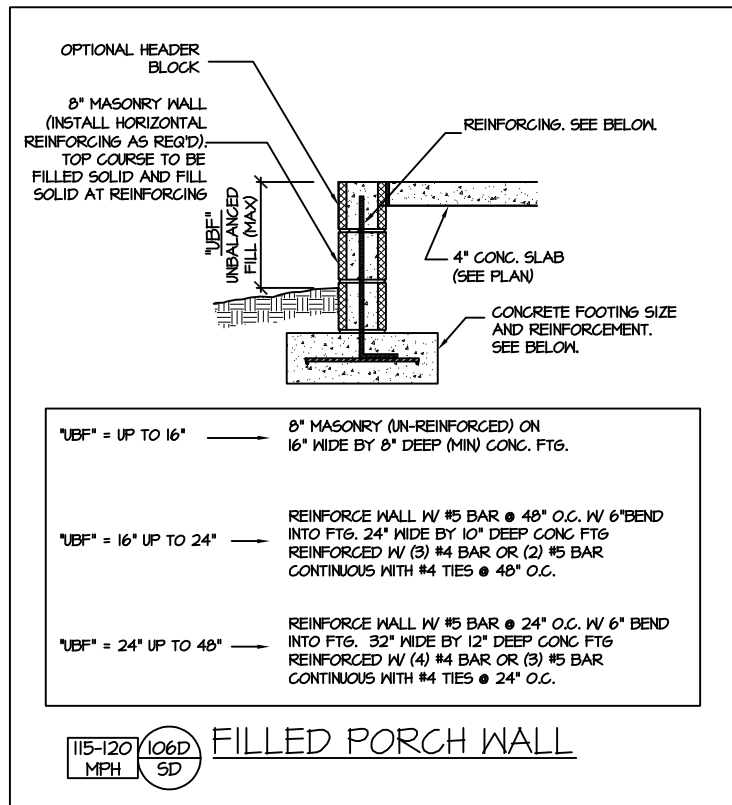 OPTIONAL HEADER
BLOCK
8" MASONRY WALL
(INSTALL HORIZONTAL
REINFORCING AS REQ'D).
TOP COURSE TO BE
FILLED SOLID AND FILL
SOLID AT REINFORCING
"UBF"
UNBALANCED
FILL (MAX)
REINFORCING. SEE BELOW.
4" CONC. SLAB
(SEE PLAN)
CONCRETE FOOTING SIZE
AND REINFORCEMENT.
SEE BELOW.
"UBF" = UP TO 16"
8" MASONRY (UN-REINFORCED) ON
16" WIDE BY 8" DEEP (MIN) CONC. FTG.
"UBF" = 16" UP TO 24"
REINFORCE WALL W/ #5 BAR @ 48" O.C. W/ 6"BEND
INTO FTG. 24" WIDE BY 10" DEEP CONC FTG
REINFORCED W/ (3) #4 BAR OR (2) #5 BAR
CONTINUOUS WITH #4 TIES @ 48" O.C.
"UBF" = 24" UP TO 48"
REINFORCE WALL W/ #5 BAR @ 24" O.C. W/ 6" BEND
INTO FTG. 32" WIDE BY 12" DEEP CONC FTG
REINFORCED W/ (4) #4 BAR OR (3) #5 BAR
CONTINUOUS WITH #4 TIES @ 24" O.C.
115-120
MPH
106D
SD
FILLED PORCH WALL